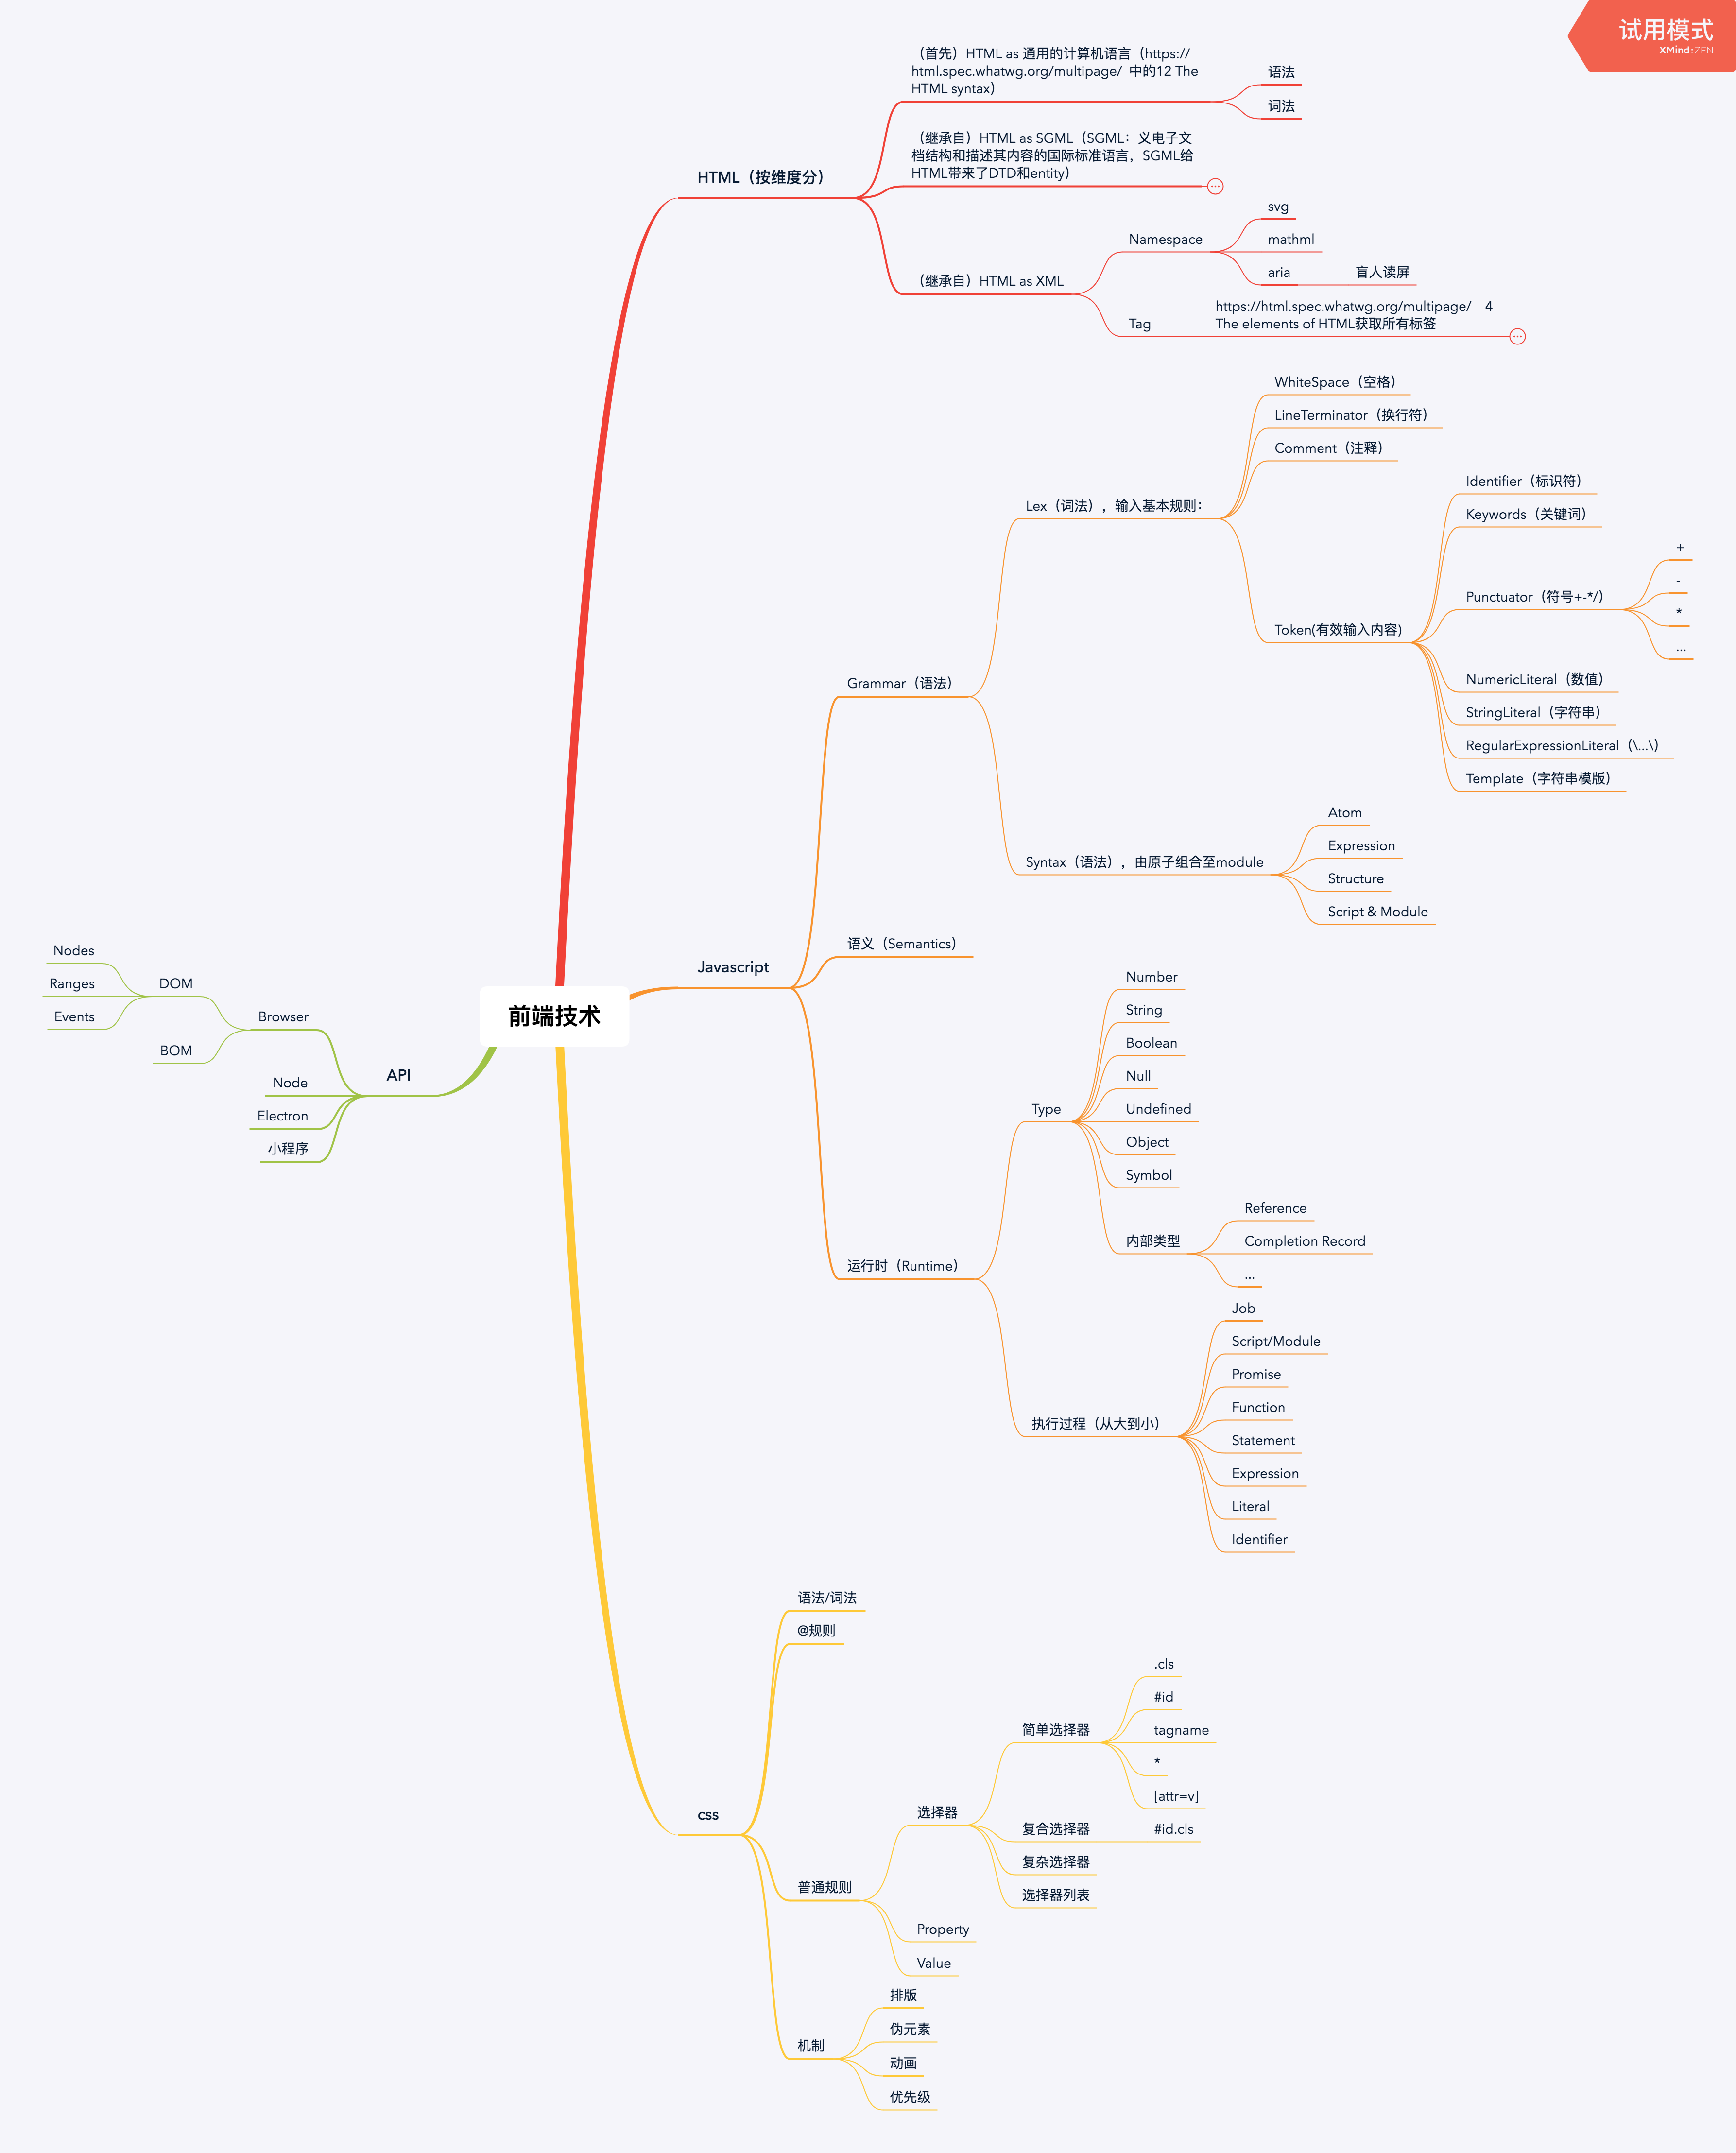 试用模式
XMind:ZEN
（首先）HTML as 通用的计算机语言（https://
html.spec.whatwg.org/multipage/ 中的12 The
HTML syntax）
语法
词法
（继承自）HTML as SGML（SGML：义电子文
档结构和描述其内容的国际标准语言，SGML给
HTML带来了DTD和entity）
HTML（按维度分）
（继承自）HTML as XML
Namespace
svg
mathml
aria
盲人读屏
Tag
https://html.spec.whatwg.org/multipage/ 4
The elements of HTML获取所有标签
Javascript
Grammar（语法）
Lex（词法），输入基本规则：
WhiteSpace（空格）
LineTerminator（换行符）
Comment（注释）
Token(有效输入内容)
Identifier（标识符）
Keywords（关键词）
Punctuator（符号+-*/）
+
-
*
...
NumericLiteral（数值）
StringLiteral（字符串）
RegularExpressionLiteral（\...\）
Template（字符串模版）
Syntax（语法），由原子组合至module
Atom
Expression
Structure
Script & Module
语义（Semantics）
运行时（Runtime）
Type
Number
String
Boolean
Null
Undefined
Object
Symbol
内部类型
Reference
Completion Record
...
执行过程（从大到小）
Job
Script/Module
Promise
Function
Statement
Expression
Literal
Identifier
前端技术
API
Browser
DOM
Nodes
Ranges
Events
BOM
Node
Electron
小程序
css
语法/词法
@规则
普通规则
选择器
简单选择器
.cls
#id
tagname
*
[attr=v]
复合选择器
#id.cls
复杂选择器
选择器列表
Property
Value
机制
排版
伪元素
动画
优先级